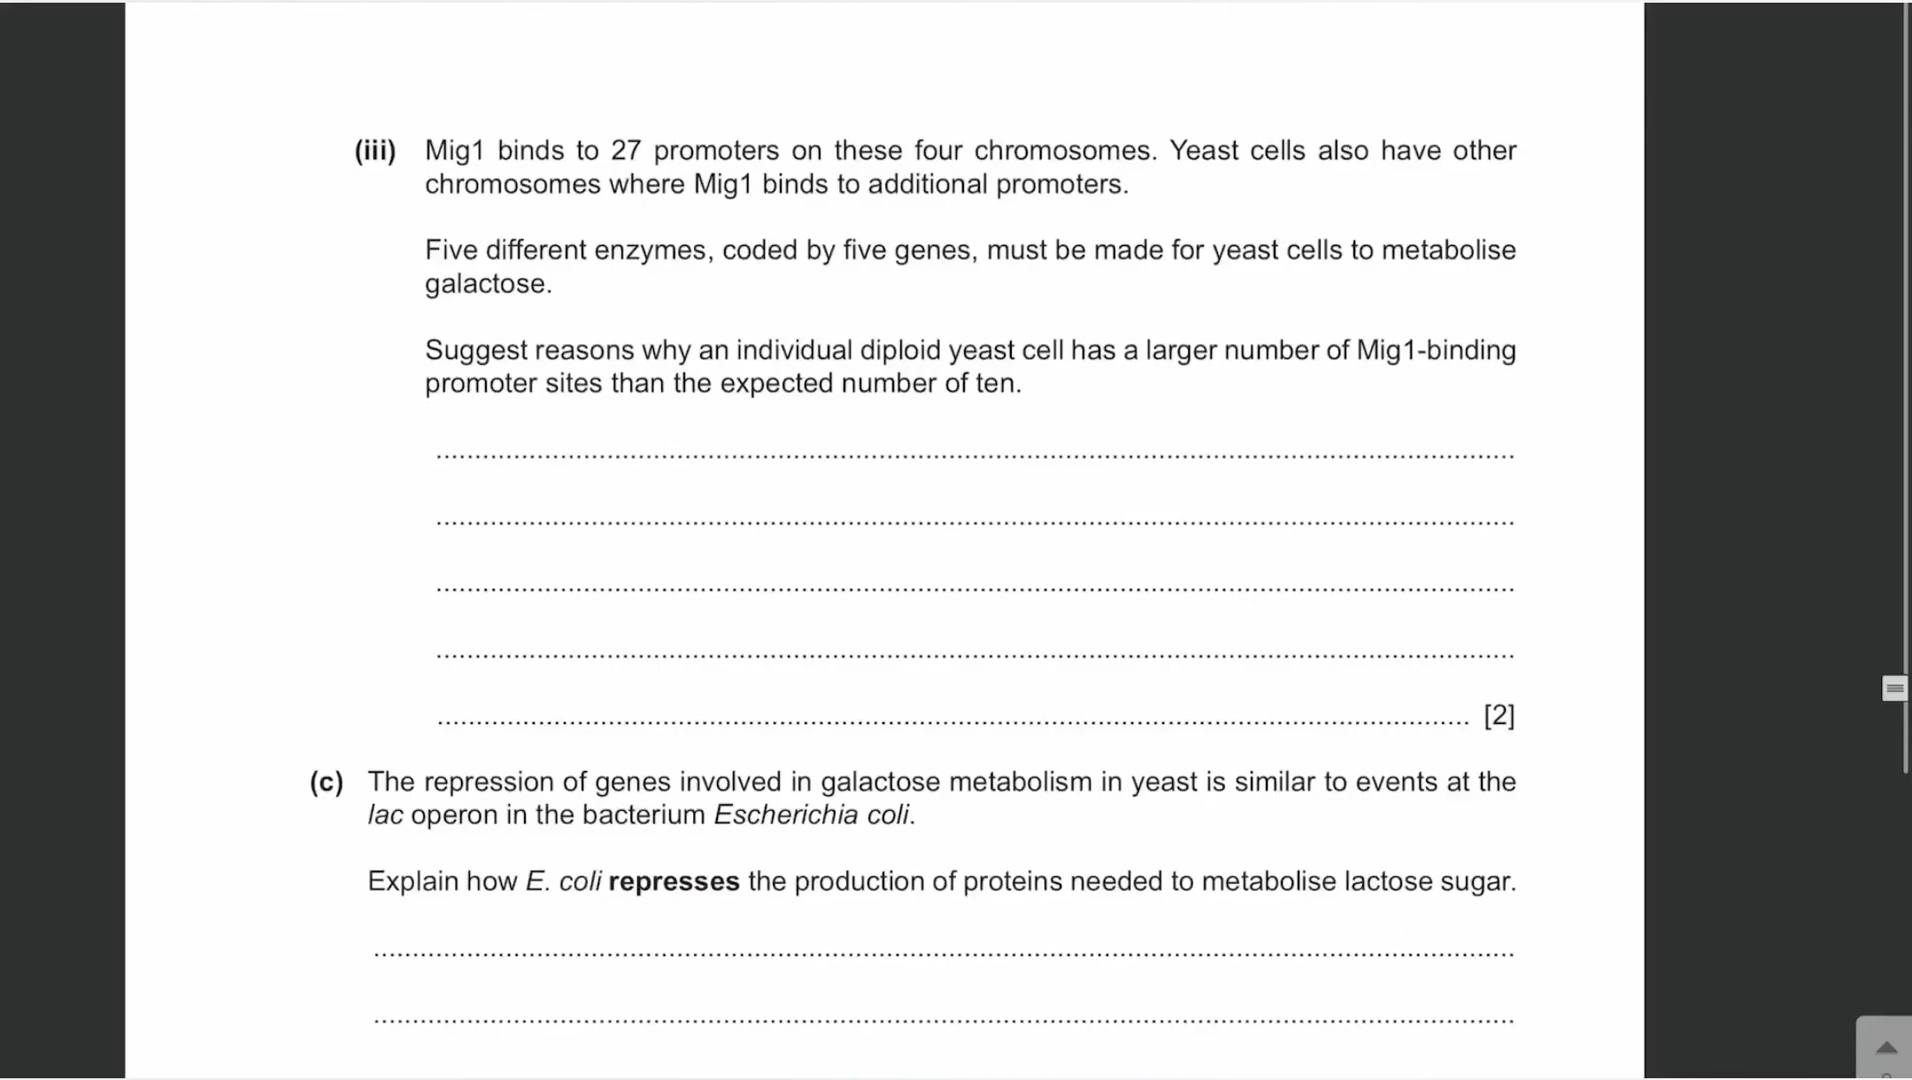 (iii) Mig1 binds to 27 promoters on these four chromosomes. Yeast cells also have other
chromosomes where Mig1 binds to additional promoters.
Five different enzymes, coded by five genes, must be made for yeast cells to metabolise
galactose.
Suggest reasons why an individual diploid yeast cell has a larger number of Mig1-binding
promoter sites than the expected number of ten.
[2]
(c) The repression of genes involved in galactose metabolism in yeast is similar to events at the
lac operon in the bacterium Escherichia coli.
Explain how E. coli represses the production of proteins needed to metabolise lactose sugar.